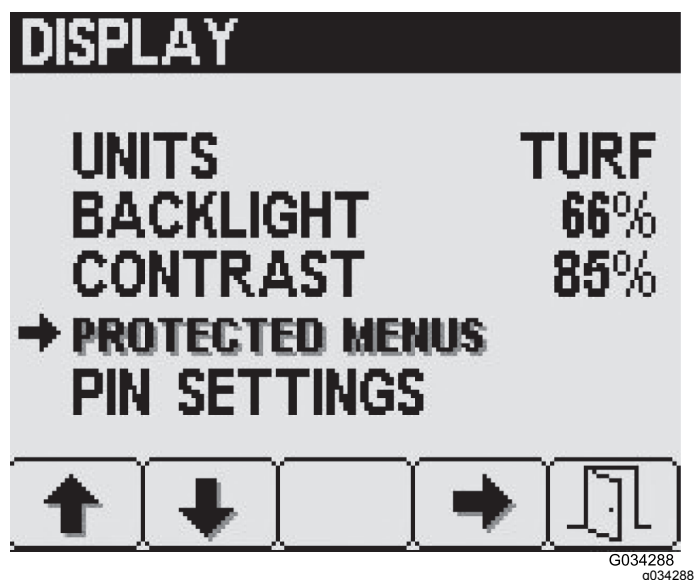 DISPLAY
UNITS TURF
BACKLIGHT 66%
CONTRAST 85%
PROTECTED MENUS
PIN SETTINGS
G034288
g034288